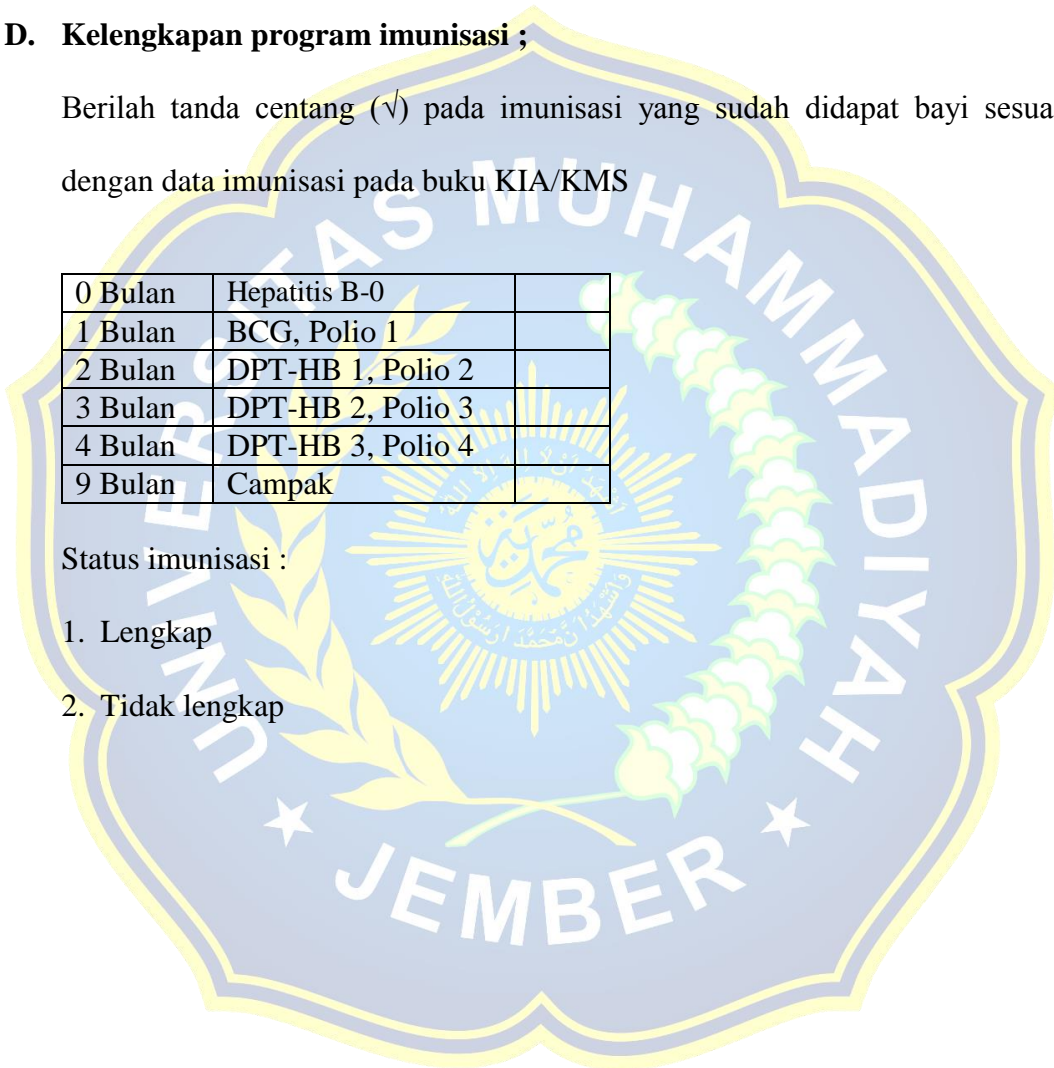 D. Kelengkapan program imunisasi ;
Berilah tanda centang (√) pada imunisasi yang sudah didapat bayi sesua
dengan data imunisasi pada buku KIA/KMS
0 Bulan Hepatitis B-0
1 Bulan BCG, Polio 1
2 Bulan DPT-HB 1, Polio 2
3 Bulan DPT-HB 2, Polio 3
4 Bulan DPT-HB 3, Polio 4
9 Bulan Campak
Status imunisasi :
1. Lengkap
2. Tidak lengkap
UNIVERSITAS MUHAMMADIYAH
JEMBER